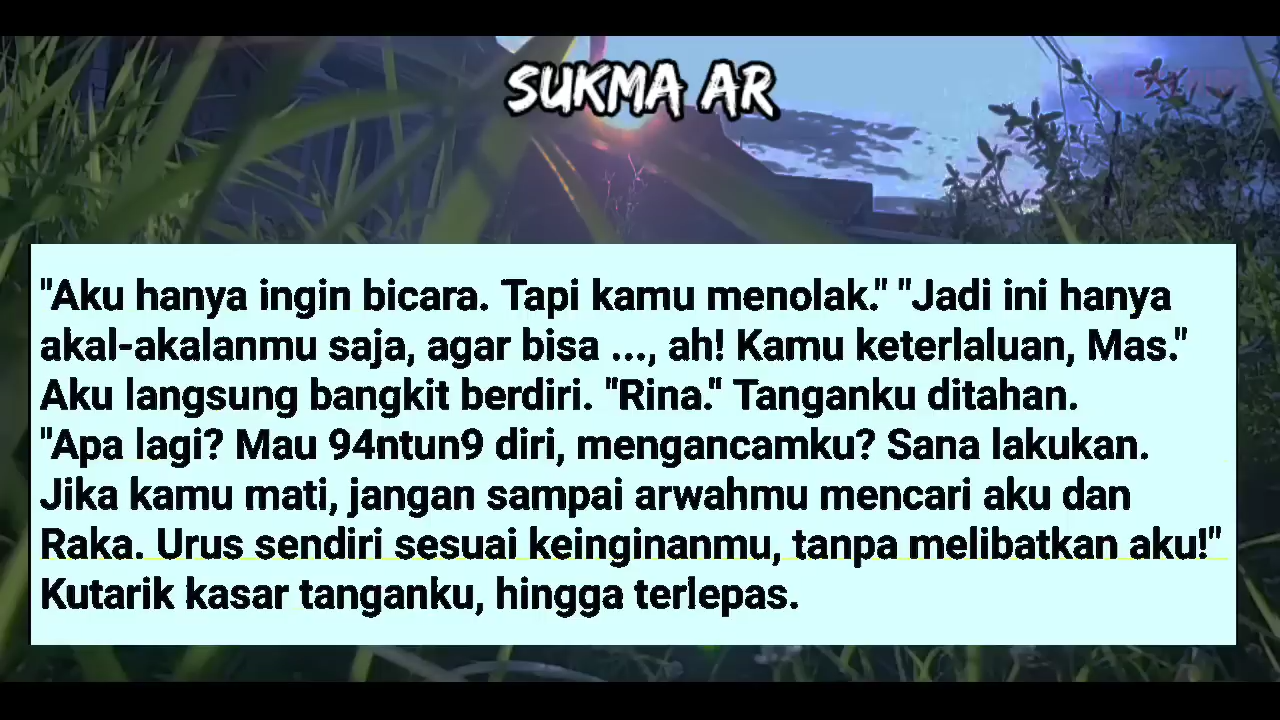 SUKMA AR
"Aku hanya ingin bicara. Tapi kamu menolak." "Jadi ini hanya
akal-akalanmu saja, agar bisa ..., ah! Kamu keterlaluan, Mas."
Aku langsung bangkit berdiri. "Rina." Tanganku ditahan.
"Apa lagi? Mau 94ntun9 diri, mengancamku? Sana lakukan.
Jika kamu mati, jangan sampai arwahmu mencari aku dan
Raka. Urus sendiri sesuai keinginanmu, tanpa melibatkan aku!"
Kutarik kasar tanganku, hingga terlepas.